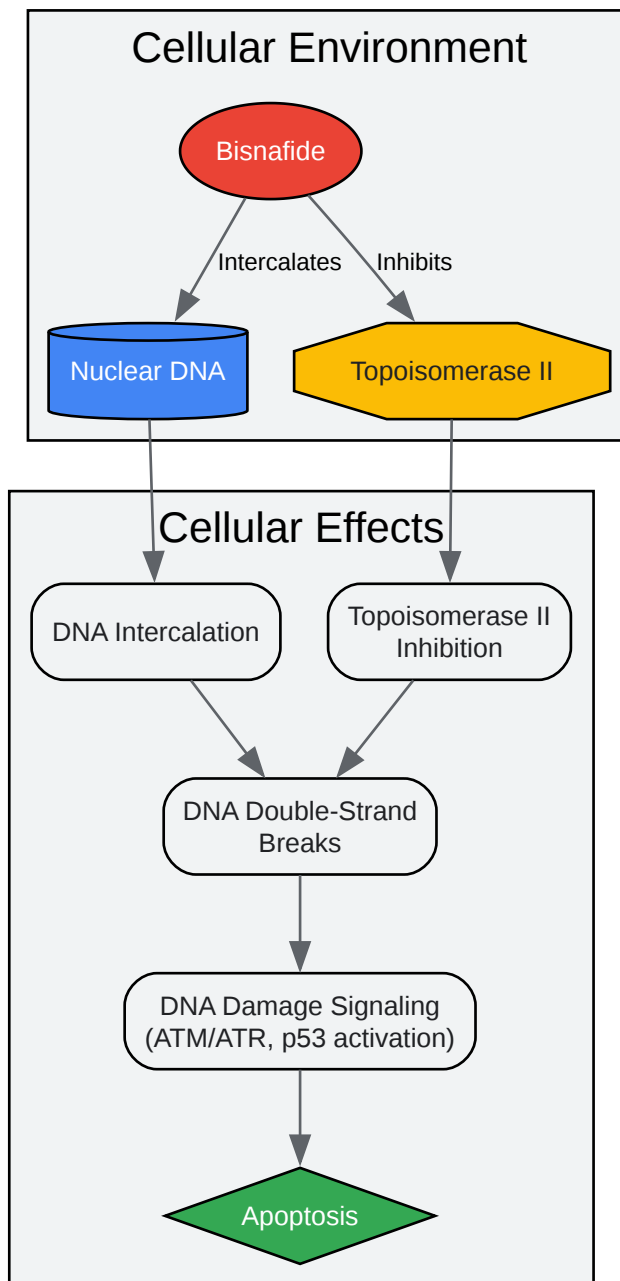 Cellular Environment
Bisnafide
Intercalates
Inhibits
Nuclear DNA
Topoisomerase II
Cellular Effects
DNA Intercalation
Topoisomerase II
Inhibition
DNA Double-Strand
Breaks
DNA Damage Signaling
(ATM/ATR, p53 activation)
Apoptosis